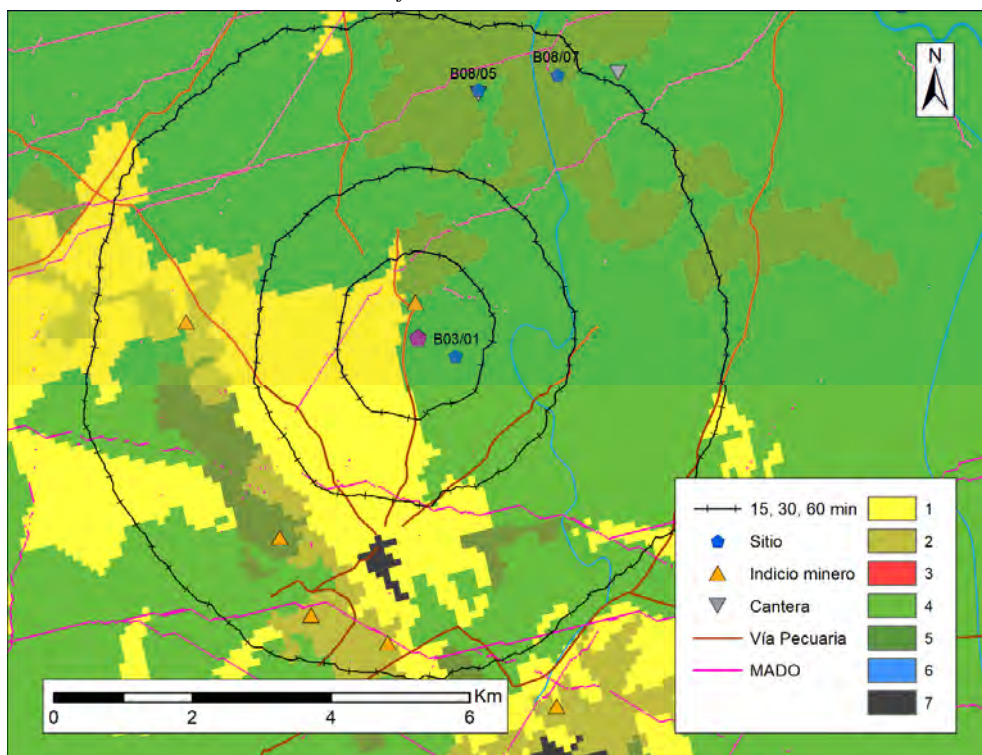 B08/07
B08/05
N
B03/01
15, 30, 60 min
Sitio
Indicio minero
Cantera
Vía Pecuaria
MADO
1
2
3
4
5
6
7
Km
0 2 4 6